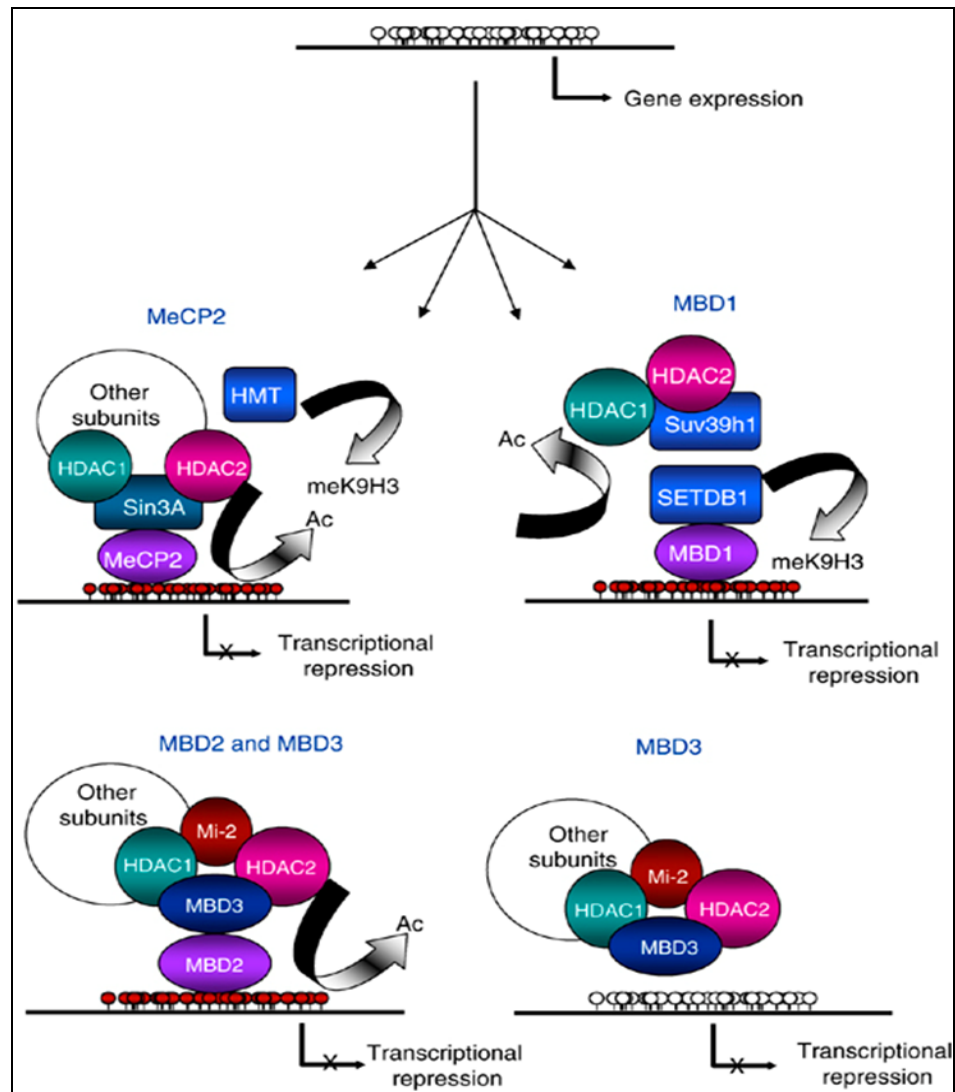 Gene expression
MeCP2
Other
subunits
HMT
HDAC1
HDAC2
meK9H3
Sin3A
Ac
MeCP2
X
Transcriptional
repression
MBD1
HDAC2
HDAC1
Suv39h1
Ac
SETDB1
MBD1
meK9H3
X
Transcriptional
repression
MBD2 and MBD3
Other
subunits
Mi-2
HDAC1
HDAC2
MBD3
Ac
MBD2
X
Transcriptional
repression
MBD3
Other
subunits
Mi-2
HDAC1
HDAC2
MBD3
X
Transcriptional
repression